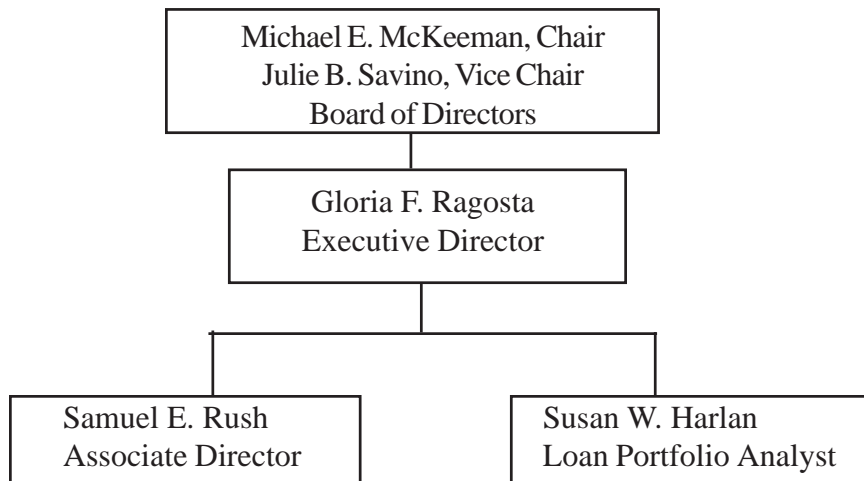 Michael E. McKeeman, Chair
Julie B. Savino, Vice Chair
Board of Directors
Gloria F. Ragosta
Executive Director
Samuel E. Rush
Associate Director
Susan W. Harlan
Loan Portfolio Analyst